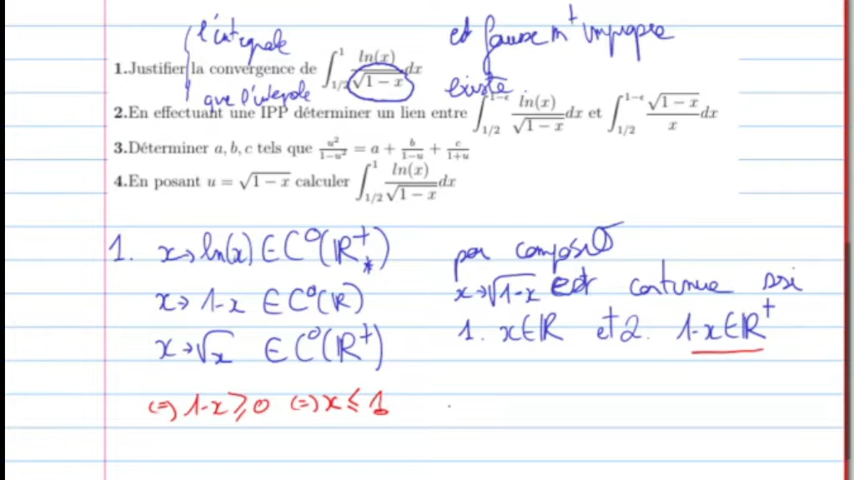 l'intégrale est faussemt impropre
1.Justifier la convergence de ∫_{1/2}^{1} ln(x)/√(1−x) dx
que l'intégrale existe
2.En effectuant une IPP déterminer un lien entre ∫_{1/2}^{1−ϵ} ln(x)/√(1−x) dx et ∫_{1/2}^{1−ϵ} √(1−x)/x dx
3.Déterminer a, b, c tels que u²/(1−u²) = a + b/(1−u) + c/(1+u)
4.En posant u = √(1−x) calculer ∫_{1/2}^{1} ln(x)/√(1−x) dx
1. x→ln(x) ∈ C⁰(ℝ⁺*) par composé
x→ 1-x ∈ C⁰(ℝ) x→√(1-x) est continue ssi
x→√x ∈ C⁰(ℝ⁺) 1. x∈ℝ et 2. 1-x∈ℝ⁺
(=) 1-x ⩾ 0 (=) x ⩽ 1